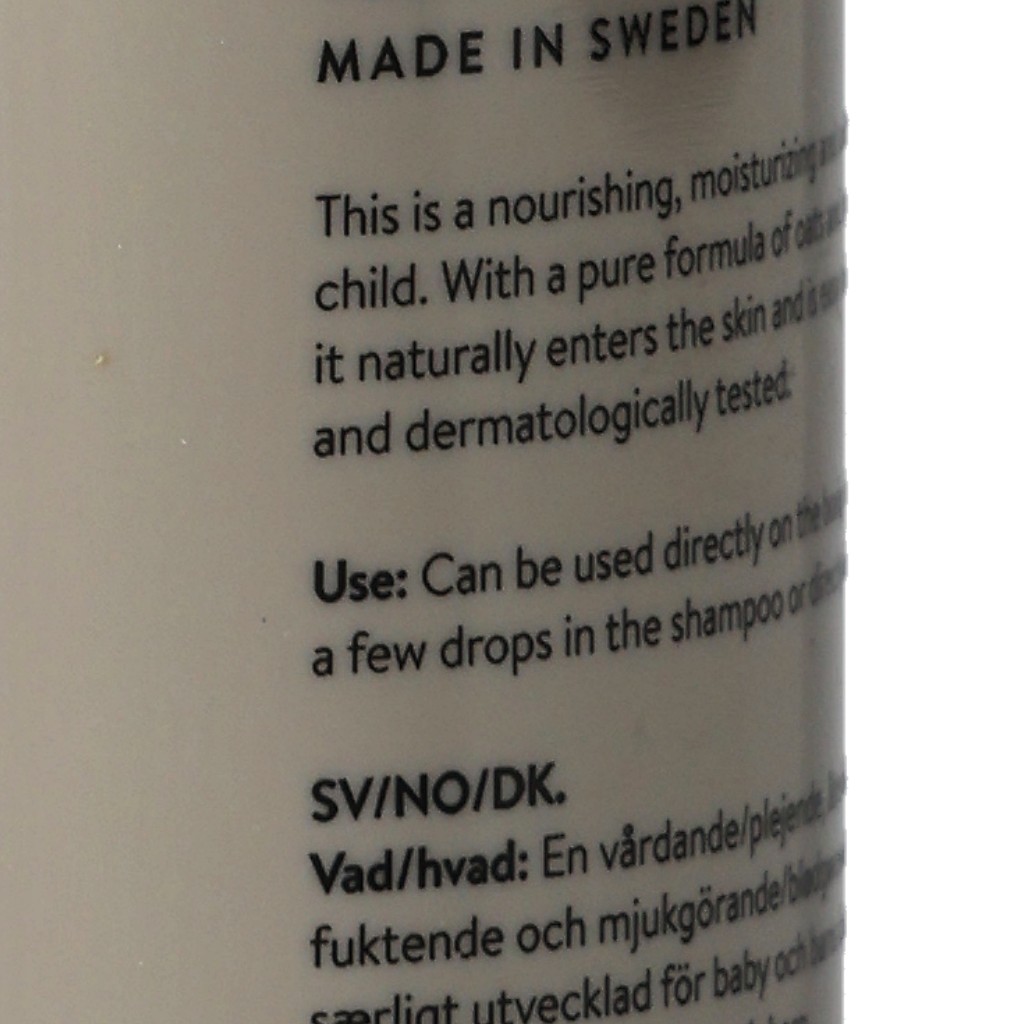 MADE IN SWEDEN
This is a nourishing, moisturizing
child. With a pure formula of oats
it naturally enters the skin and is
and dermatologically tested.
Use: Can be used directly on the
a few drops in the shampoo or
SV/NO/DK.
Vad/hvad: En vårdande/plejende
fuktende och mjukgörande/
særligt utvecklad för baby och